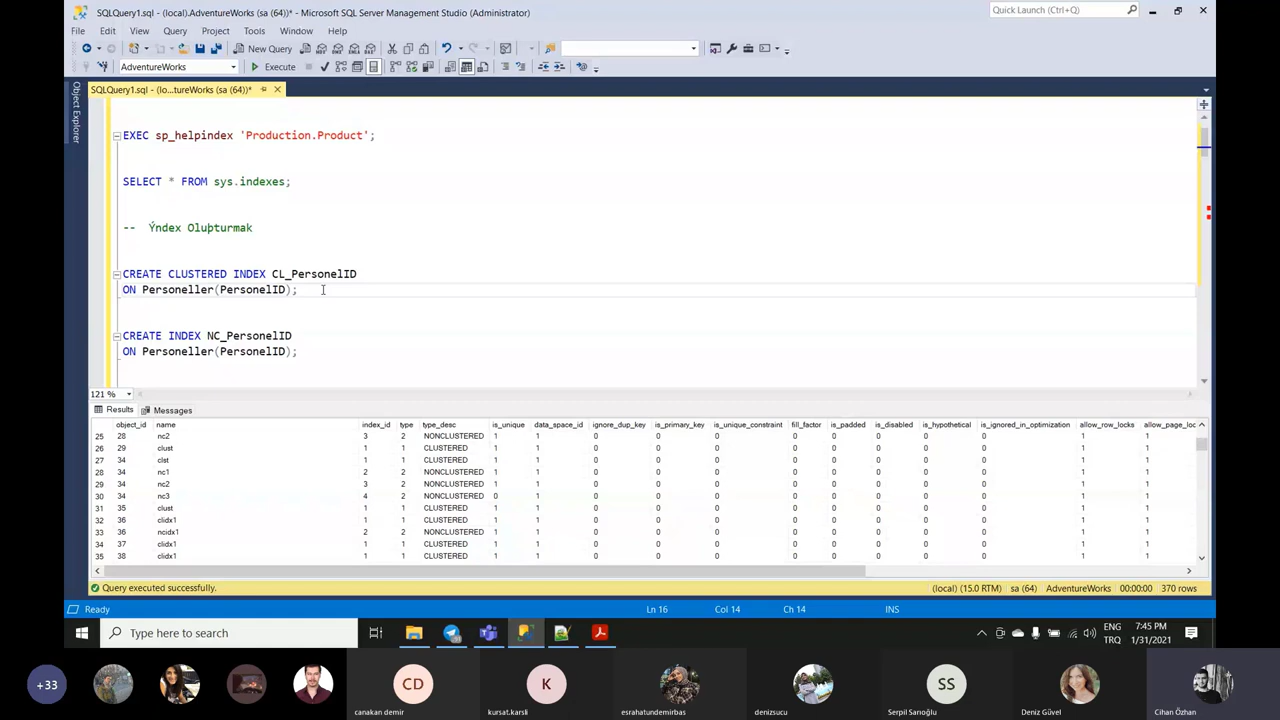 SQLQuery1.sql - (local).AdventureWorks (sa (64))* - Microsoft SQL Server Management Studio (Administrator)
Quick Launch (Ctrl+Q)
File Edit View Query Project Tools Window Help
New Query
AdventureWorks Execute
Object Explorer
SQLQuery1.sql - (lo...tureWorks (sa (64))*
EXEC sp_helpindex 'Production.Product';
SELECT * FROM sys.indexes;
-- Ýndex Oluþturmak
CREATE CLUSTERED INDEX CL_PersonelID
ON Personeller(PersonelID);
CREATE INDEX NC_PersonelID
ON Personeller(PersonelID);
121 %
Results Messages
object_id name index_id type type_desc is_unique data_space_id ignore_dup_key is_primary_key is_unique_constraint fill_factor is_padded is_disabled is_hypothetical is_ignored_in_optimization allow_row_locks allow_page_loc
25 28 nc2 3 2 NONCLUSTERED 1 1 0 0 0 0 0 0 0 0 1 1
26 29 clust 1 1 CLUSTERED 1 1 0 0 0 0 0 0 0 0 1 1
27 34 clst 1 1 CLUSTERED 1 1 0 0 0 0 0 0 0 0 1 1
28 34 nc1 2 2 NONCLUSTERED 1 1 0 0 0 0 0 0 0 0 1 1
29 34 nc2 3 2 NONCLUSTERED 1 1 0 0 0 0 0 0 0 0 1 1
30 34 nc3 4 2 NONCLUSTERED 0 1 0 0 0 0 0 0 0 0 1 1
31 35 clust 1 1 CLUSTERED 1 1 0 0 0 0 0 0 0 0 1 1
32 36 clidx1 1 1 CLUSTERED 1 1 0 0 0 0 0 0 0 0 1 1
33 36 ncidx1 2 2 NONCLUSTERED 1 1 0 0 0 0 0 0 0 0 1 1
34 37 clidx1 1 1 CLUSTERED 1 1 0 0 0 0 0 0 0 0 1 1
35 38 clidx1 1 1 CLUSTERED 1 1 0 0 0 0 0 0 0 0 1 1
Query executed successfully. (local) (15.0 RTM) sa (64) AdventureWorks 00:00:00 370 rows
Ready Ln 16 Col 14 Ch 14 INS
Type here to search
ENG 7:45 PM
TRQ 1/31/2021
+33 CD K SS
canakan demir kursat.karsli esrahatundemirbas denizsucu Serpil Sarıoğlu Deniz Güvel Cihan Özhan